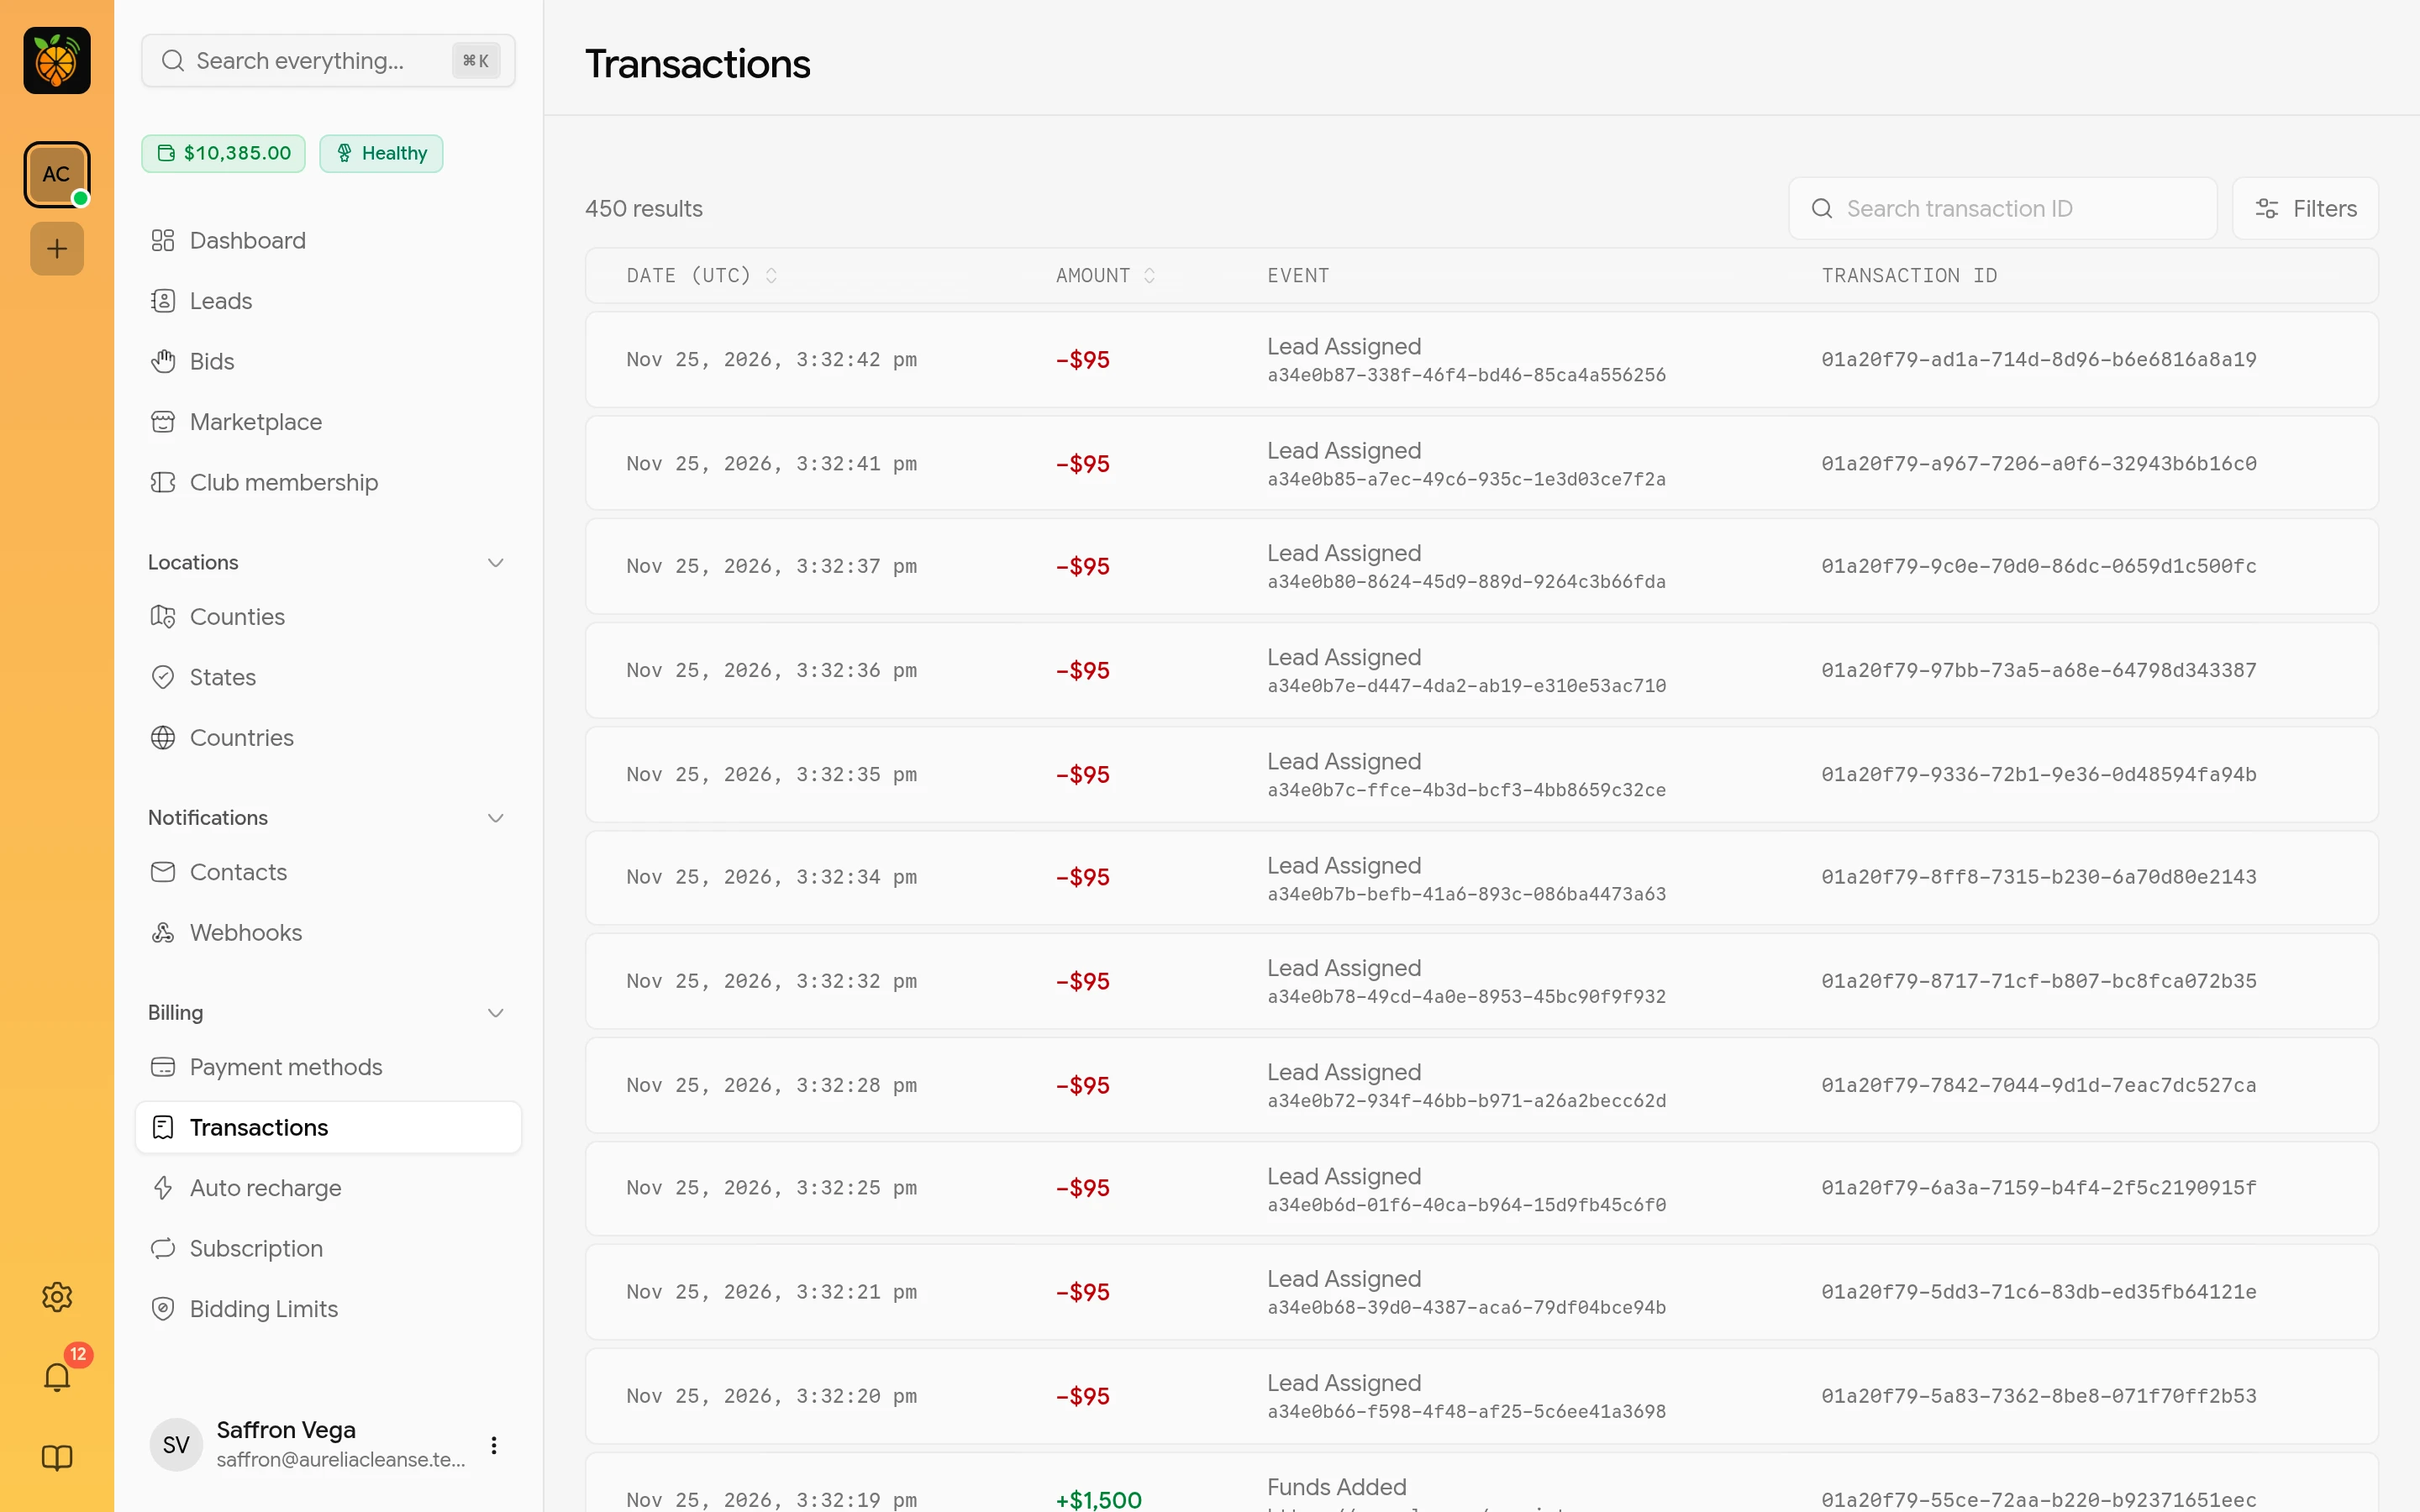 Search everything...
⌘K
AC
$10,385.00
Healthy
Dashboard
Leads
Bids
Marketplace
Club membership
Locations
Counties
States
Countries
Notifications
Contacts
Webhooks
Billing
Payment methods
Transactions
Auto recharge
Subscription
Bidding Limits
12
SV
Saffron Vega
saffron@aureliacleanse.te...
Transactions
450 results
Search transaction ID
Filters
DATE (UTC) AMOUNT EVENT TRANSACTION ID
Nov 25, 2026, 3:32:42 pm -$95 Lead Assigned 01a20f79-ad1a-714d-8d96-b6e6816a8a19
a34e0b87-338f-46f4-bd46-85ca4a556256
Nov 25, 2026, 3:32:41 pm -$95 Lead Assigned 01a20f79-a967-7206-a0f6-32943b6b16c0
a34e0b85-a7ec-49c6-935c-1e3d03ce7f2a
Nov 25, 2026, 3:32:37 pm -$95 Lead Assigned 01a20f79-9c0e-70d0-86dc-0659d1c500fc
a34e0b80-8624-45d9-889d-9264c3b66fda
Nov 25, 2026, 3:32:36 pm -$95 Lead Assigned 01a20f79-97bb-73a5-a68e-64798d343387
a34e0b7e-d447-4da2-ab19-e310e53ac710
Nov 25, 2026, 3:32:35 pm -$95 Lead Assigned 01a20f79-9336-72b1-9e36-0d48594fa94b
a34e0b7c-ffce-4b3d-bcf3-4bb8659c32ce
Nov 25, 2026, 3:32:34 pm -$95 Lead Assigned 01a20f79-8ff8-7315-b230-6a70d80e2143
a34e0b7b-befb-41a6-893c-086ba4473a63
Nov 25, 2026, 3:32:32 pm -$95 Lead Assigned 01a20f79-8717-71cf-b807-bc8fca072b35
a34e0b78-49cd-4a0e-8953-45bc90f9f932
Nov 25, 2026, 3:32:28 pm -$95 Lead Assigned 01a20f79-7842-7044-9d1d-7eac7dc527ca
a34e0b72-934f-46bb-b971-a26a2becc62d
Nov 25, 2026, 3:32:25 pm -$95 Lead Assigned 01a20f79-6a3a-7159-b4f4-2f5c2190915f
a34e0b6d-01f6-40ca-b964-15d9fb45c6f0
Nov 25, 2026, 3:32:21 pm -$95 Lead Assigned 01a20f79-5dd3-71c6-83db-ed35fb64121e
a34e0b68-39d0-4387-aca6-79df04bce94b
Nov 25, 2026, 3:32:20 pm -$95 Lead Assigned 01a20f79-5a83-7362-8be8-071f70ff2b53
a34e0b66-f598-4f48-af25-5c6ee41a3698
Nov 25, 2026, 3:32:19 pm +$1,500 Funds Added 01a20f79-55ce-72aa-b220-b92371651eec